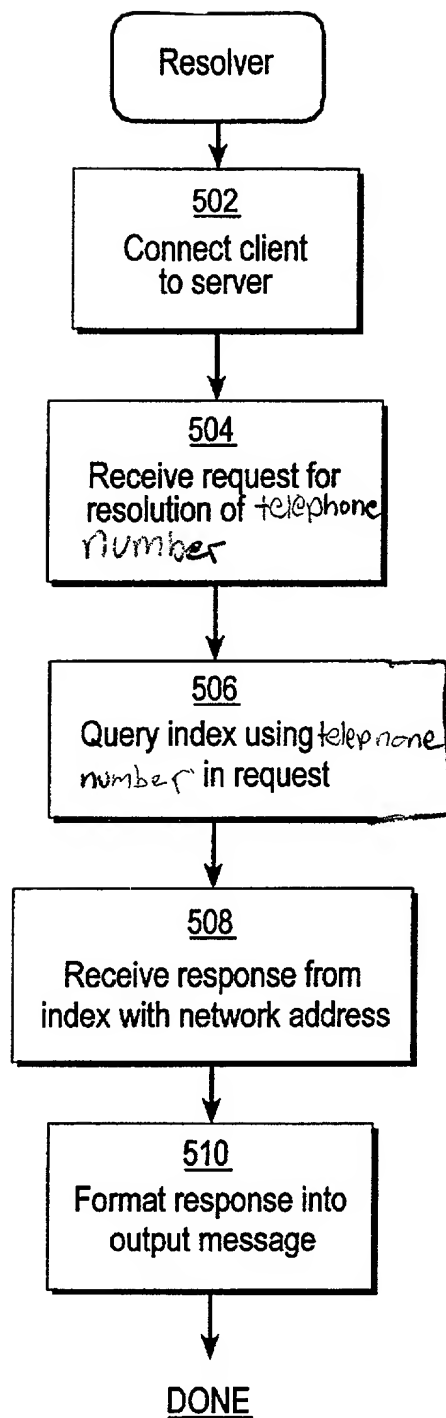 Resolver
502
Connect client
to server
504
Receive request for
resolution of telephone
number
506
Query index using telephone
number in request
508
Receive response from
index with network address
510
Format response into
output message
DONE